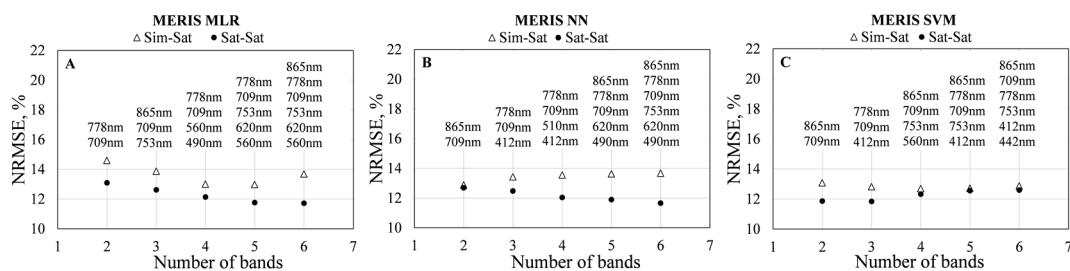 MERIS MLR
△ Sim-Sat ● Sat-Sat
A
NRMSE, %
22
20
18
16
14
12
10
778nm
709nm
865nm
709nm
753nm
778nm
709nm
560nm
490nm
778nm
709nm
753nm
620nm
560nm
865nm
778nm
709nm
753nm
620nm
560nm
1 2 3 4 5 6 7
Number of bands
MERIS NN
△ Sim-Sat ● Sat-Sat
B
NRMSE, %
22
20
18
16
14
12
10
865nm
709nm
778nm
709nm
412nm
778nm
709nm
510nm
412nm
865nm
778nm
709nm
620nm
490nm
865nm
778nm
709nm
753nm
620nm
490nm
1 2 3 4 5 6 7
Number of bands
MERIS SVM
△ Sim-Sat ● Sat-Sat
C
NRMSE, %
22
20
18
16
14
12
10
865nm
709nm
778nm
709nm
412nm
865nm
709nm
753nm
560nm
865nm
778nm
709nm
753nm
412nm
865nm
709nm
778nm
753nm
412nm
442nm
1 2 3 4 5 6 7
Number of bands